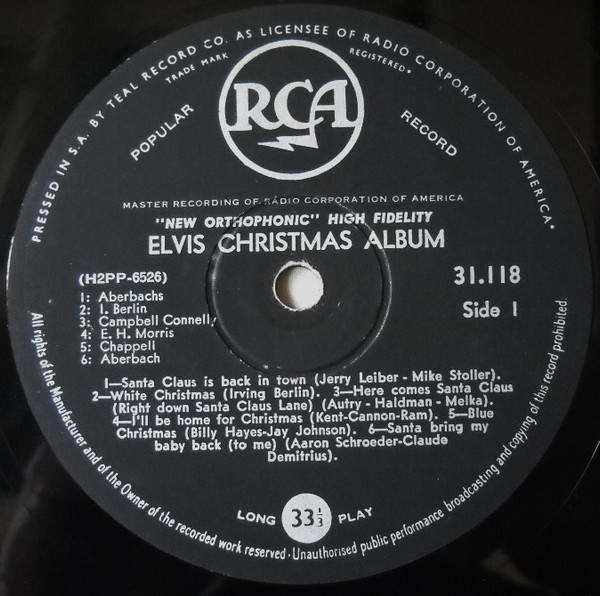 PRESSED IN S.A. BY TEAL RECORD CO. AS LICENSEE OF RADIO CORPORATION OF AMERICA.
TRADE MARK
REGISTERED.
RCA
POPULAR
RECORD
MASTER RECORDING OF RADIO CORPORATION OF AMERICA
"NEW ORTHOPHONIC" HIGH FIDELITY
ELVIS CHRISTMAS ALBUM
(H2PP-6526)
31.118
Side 1
1: Aberbachs
2: I. Berlin
3: Campbell Connelly
4: E. H. Morris
5: Chappell
6: Aberbach
1—Santa Claus is back in town (Jerry Leiber - Mike Stoller).
2—White Christmas (Irving Berlin). 3—Here comes Santa Claus
(Right down Santa Claus Lane) (Autry - Haldman - Melka).
4—I'll be home for Christmas (Kent-Cannon-Ram). 5—Blue
Christmas (Billy Hayes-Jay Johnson). 6—Santa bring my
baby back (to me) (Aaron Schroeder-Claude
Demitrius).
LONG 33⅓ PLAY
All rights of the Manufacturer and of the Owner of the recorded work reserved · Unauthorised public performance broadcasting and copying of this record prohibited.